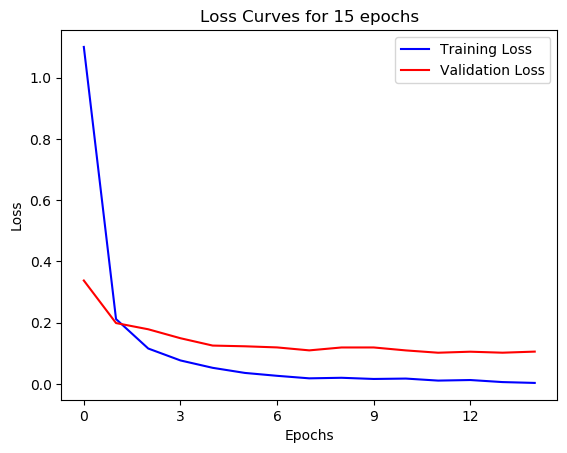 Loss Curves for 15 epochs
Training Loss
Validation Loss
1.0
0.8
0.6
0.4
0.2
0.0
Loss
0 3 6 9 12
Epochs